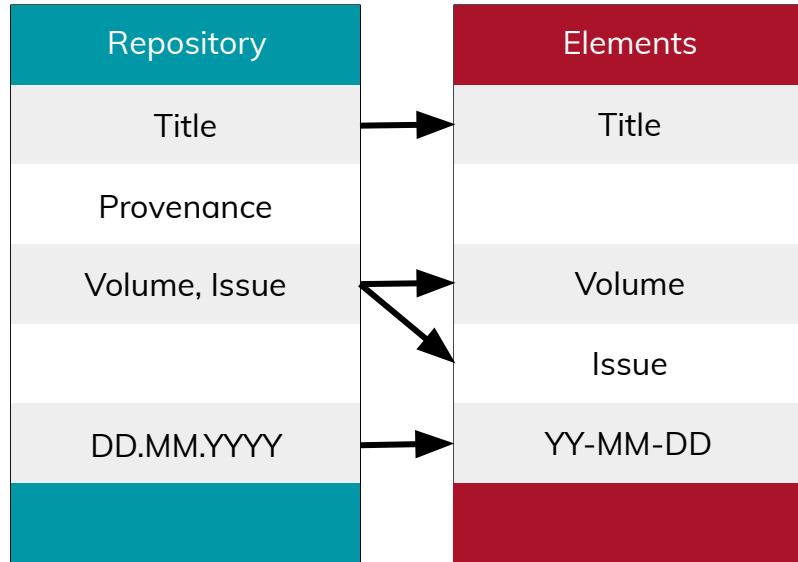 Repository
Elements
Title
Title
Provenance
Volume, Issue
Volume
Issue
DD.MM.YYYY
YY-MM-DD